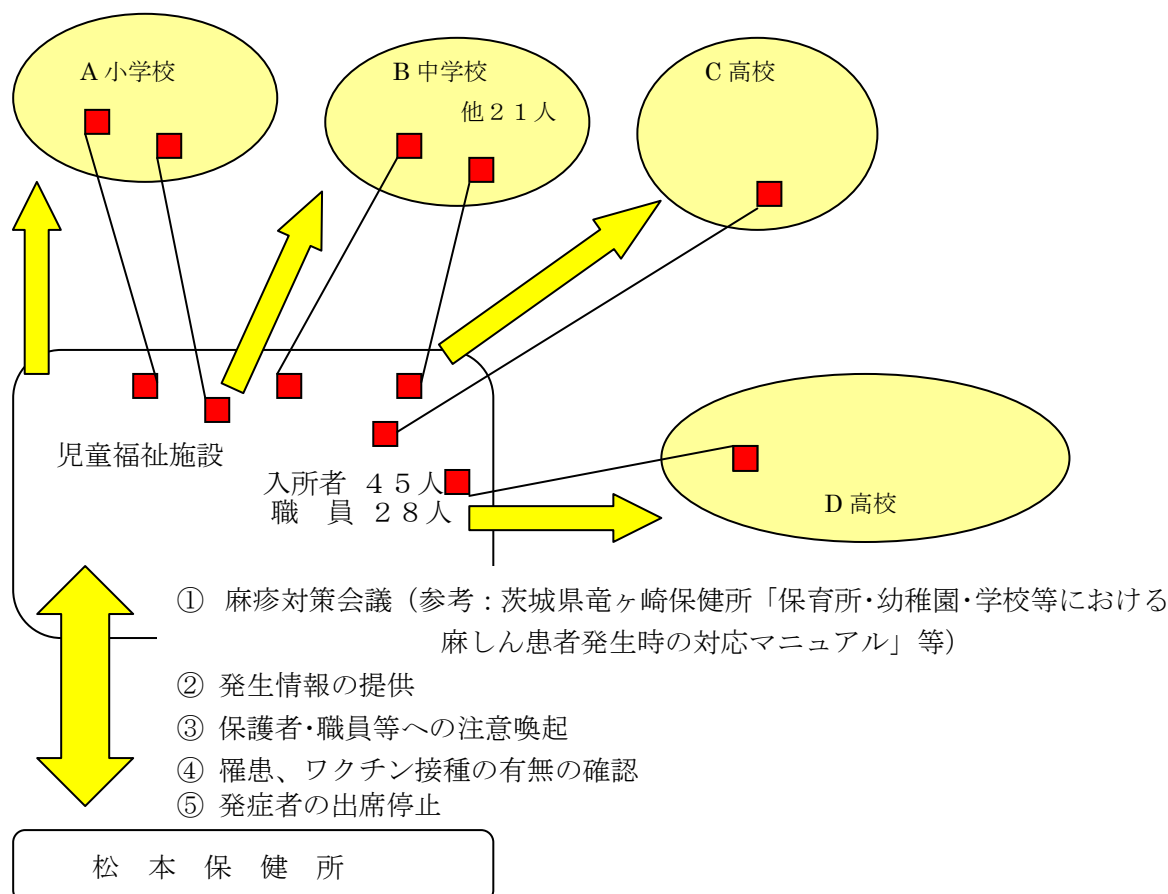 A 小学校
B 中学校
他２１人
C 高校
児童福祉施設
入所者 ４５人
職　員 ２８人
D 高校
① 麻疹対策会議（参考：茨城県竜ヶ崎保健所「保育所・幼稚園・学校等における
麻しん患者発生時の対応マニュアル」等）
② 発生情報の提供
③ 保護者・職員等への注意喚起
④ 罹患、ワクチン接種の有無の確認
⑤ 発症者の出席停止
松　本　保　健　所